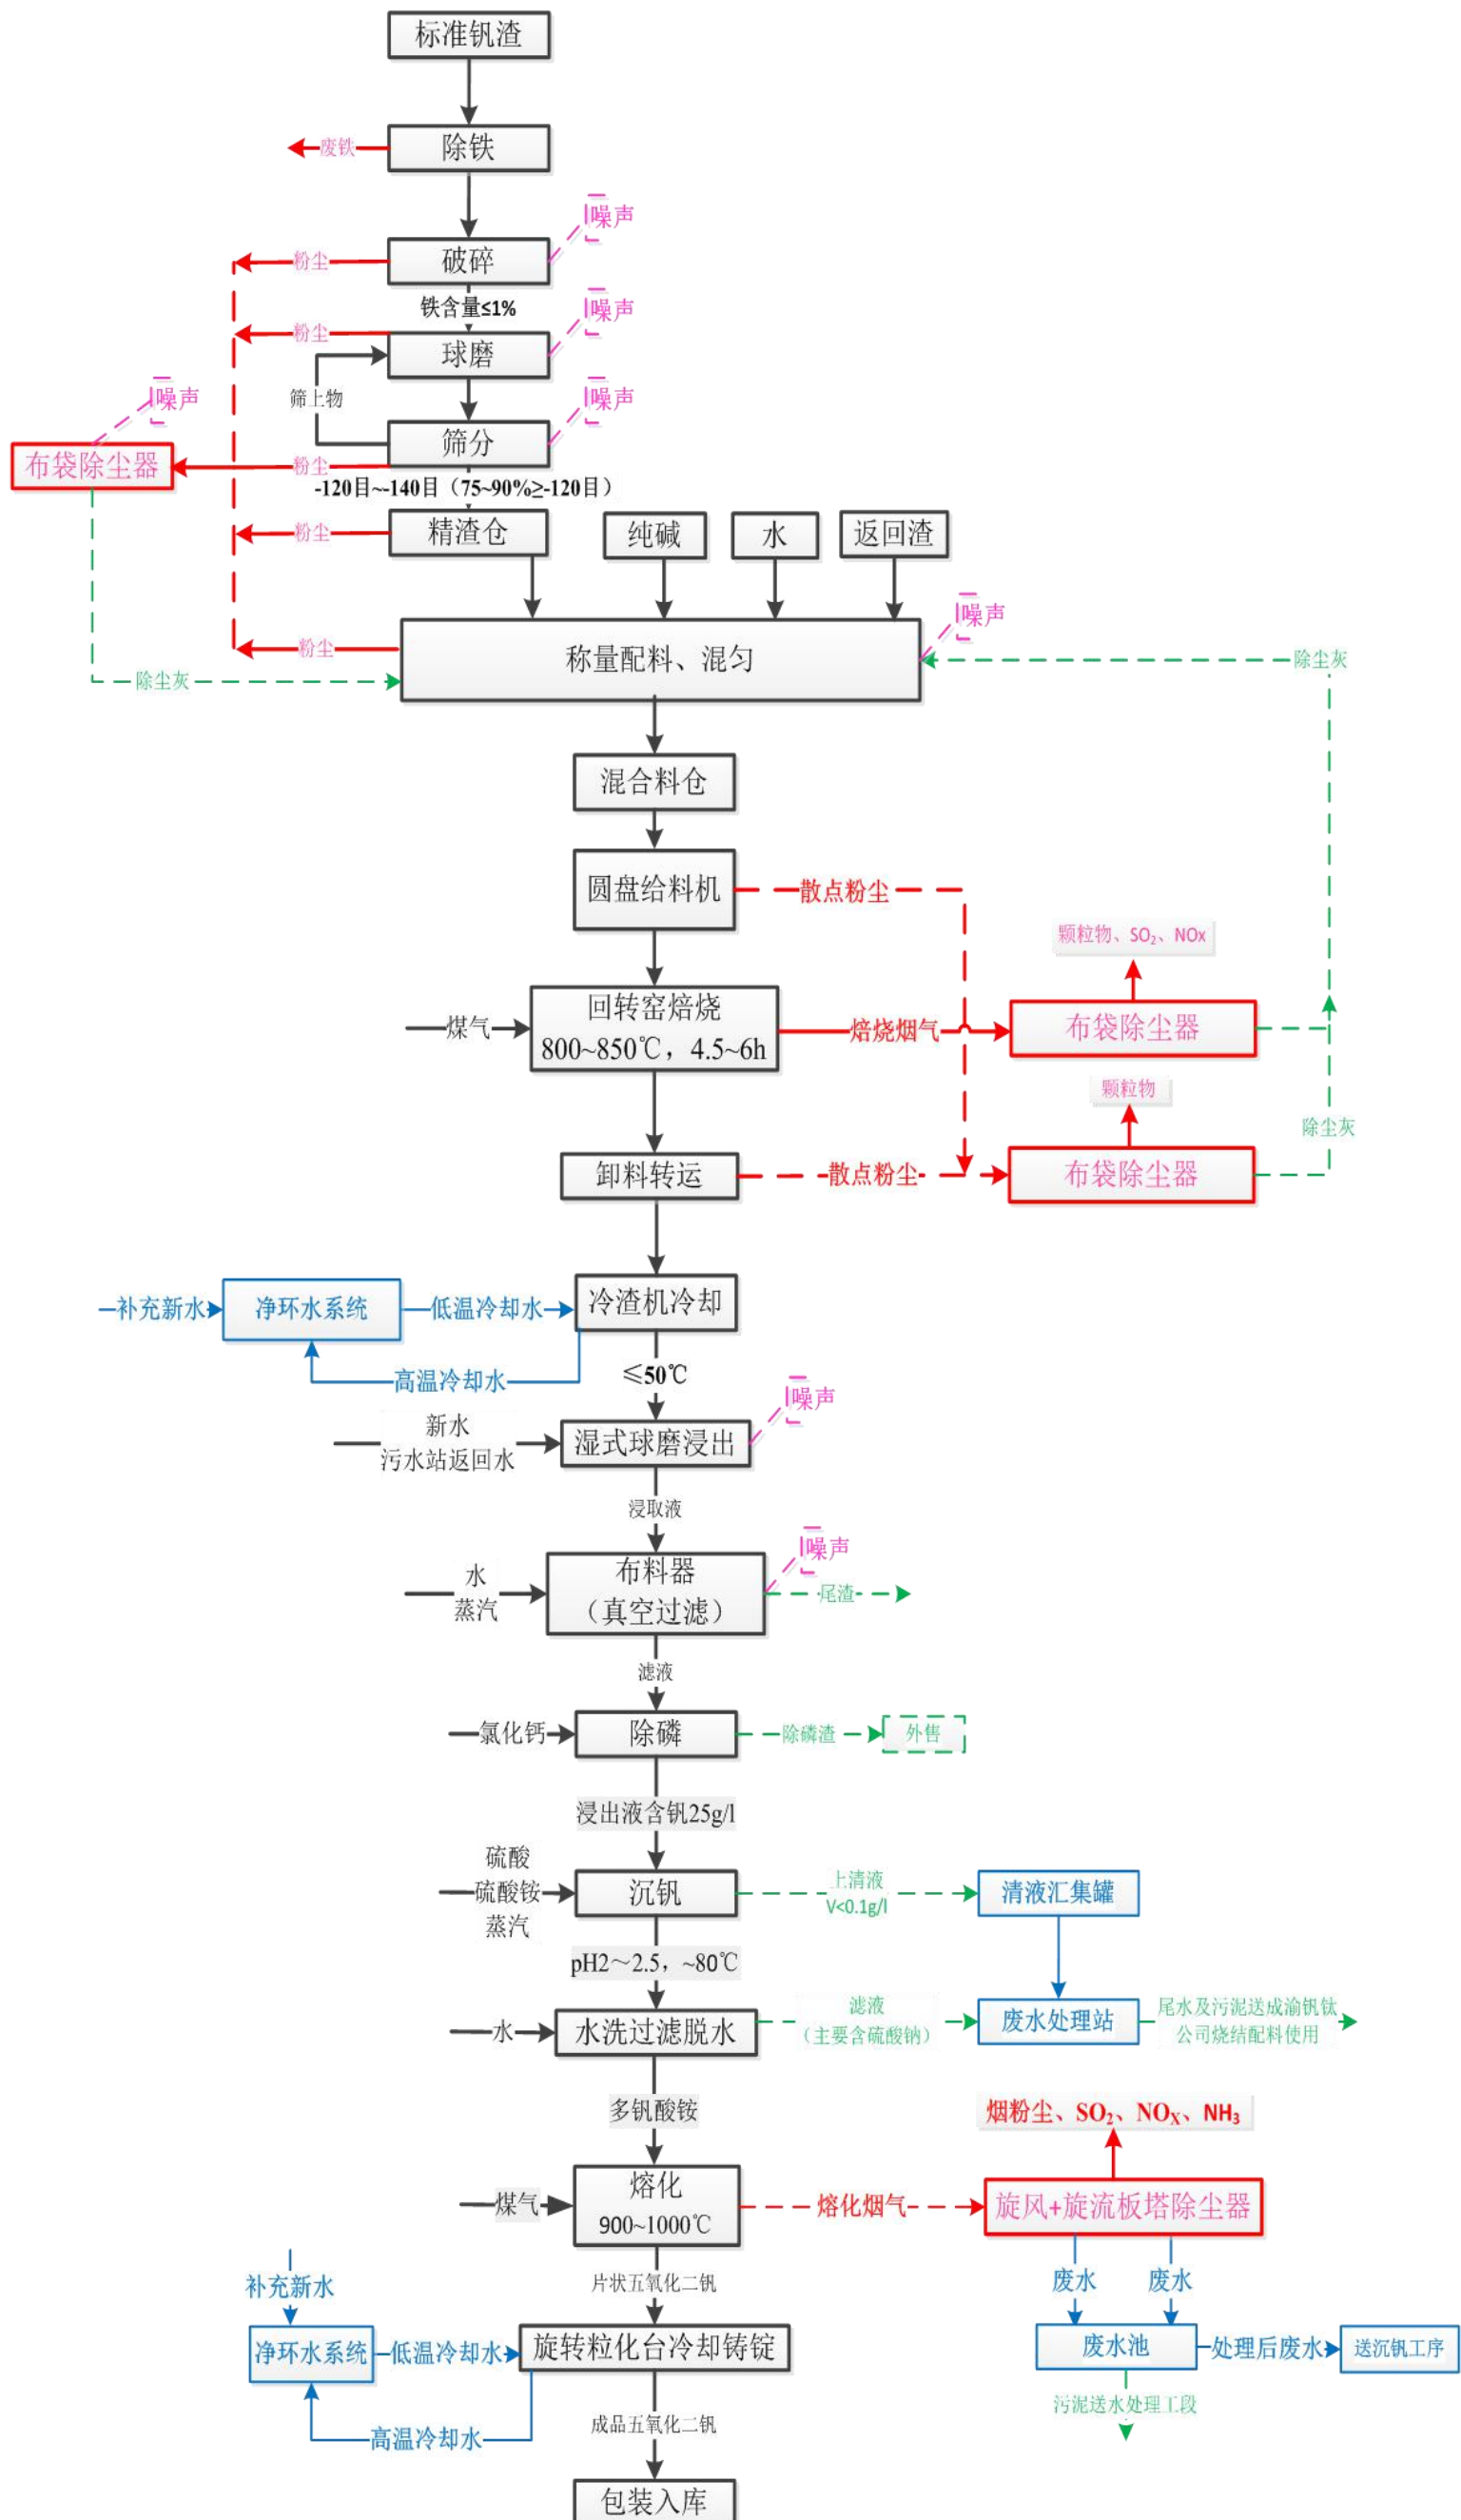 标准钒渣
废铁
除铁
噪声
粉尘
破碎
铁含量≤1%
噪声
粉尘
球磨
筛上物
噪声
噪声
筛分
布袋除尘器
粉尘
-120目~-140目（75~90%≥-120目）
粉尘
精渣仓
纯碱
水
返回渣
噪声
粉尘
称量配料、混匀
除尘灰
除尘灰
混合料仓
圆盘给料机
散点粉尘
颗粒物、SO₂、NOx
煤气
回转窑焙烧
800~850℃，4.5~6h
焙烧烟气
布袋除尘器
颗粒物
除尘灰
卸料转运
散点粉尘
布袋除尘器
补充新水
净环水系统
低温冷却水
冷渣机冷却
高温冷却水
≤50℃
噪声
新水
污水站返回水
湿式球磨浸出
浸取液
噪声
水
蒸汽
布料器
（真空过滤）
尾渣
滤液
氯化钙
除磷
除磷渣
外售
浸出液含钒25g/l
硫酸
硫酸铵
蒸汽
沉钒
上清液
V<0.1g/l
清液汇集罐
pH2～2.5，~80℃
水
水洗过滤脱水
滤液
（主要含硫酸钠）
废水处理站
尾水及污泥送成渝钒钛
公司烧结配料使用
多钒酸铵
烟粉尘、SO₂、NOX、NH₃
煤气
熔化
900~1000℃
熔化烟气
旋风+旋流板塔除尘器
片状五氧化二钒
废水
废水
补充新水
净环水系统
低温冷却水
旋转粒化台冷却铸锭
废水池
处理后废水
送沉钒工序
高温冷却水
成品五氧化二钒
污泥送水处理工段
包装入库